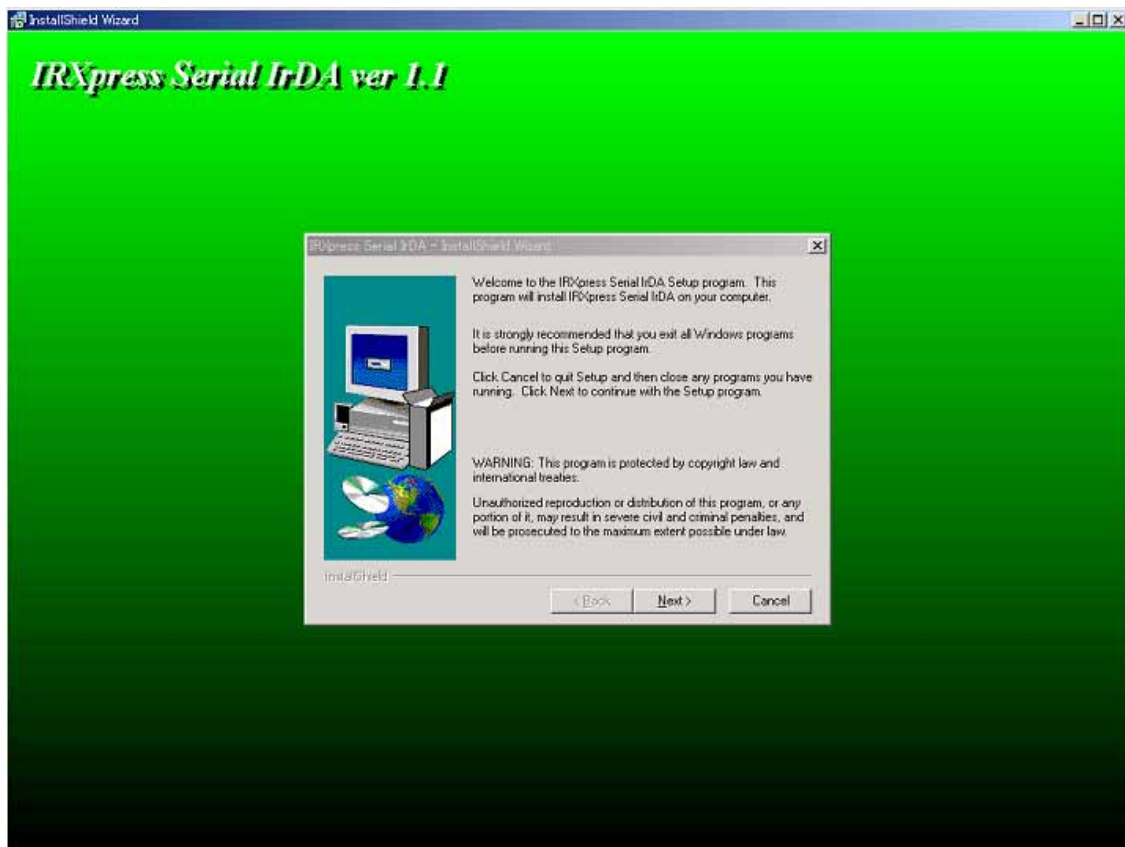 InstallShield Wizard
IRXpress Serial IrDA ver 1.1
IRXpress Serial IrDA - InstallShield Wizard
Welcome to the IRXpress Serial IrDA Setup program. This
program will install IRXpress Serial IrDA on your computer.
It is strongly recommended that you exit all Windows programs
before running this Setup program.
Click Cancel to quit Setup and then close any programs you have
running. Click Next to continue with the Setup program.
WARNING: This program is protected by copyright law and
international treaties.
Unauthorized reproduction or distribution of this program, or any
portion of it, may result in severe civil and criminal penalties, and
will be prosecuted to the maximum extent possible under law.
InstallShield
< Back Next > Cancel